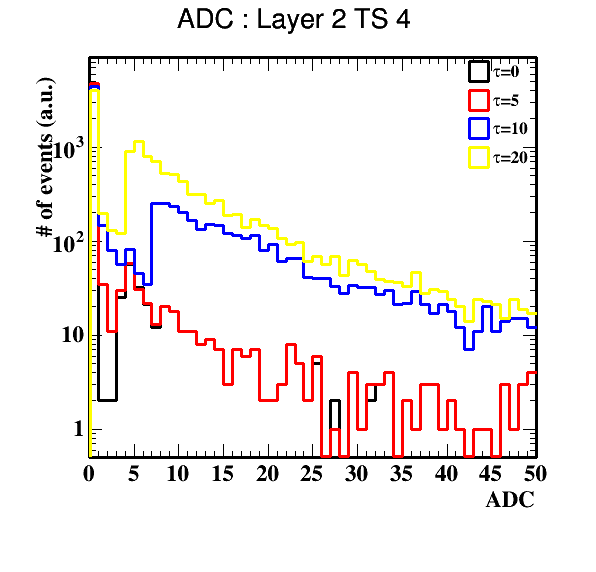 ADC : Layer 2 TS 4
# of events (a.u.)
10³
10²
10
1
τ=0
τ=5
τ=10
τ=20
0 5 10 15 20 25 30 35 40 45 50
ADC